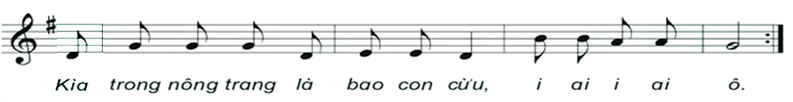 Kìa trong nông trang là bao con cừu, i ai i ai ô.